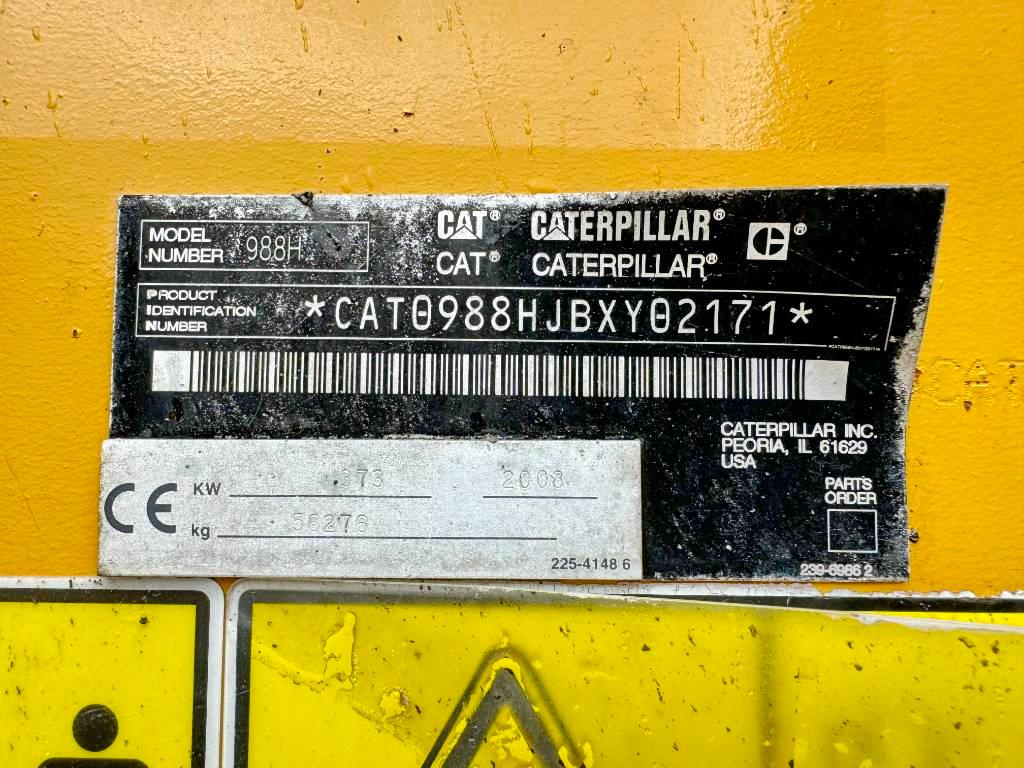 MODEL NUMBER 988H
CAT® CATERPILLAR®
CAT® CATERPILLAR®
PRODUCT IDENTIFICATION NUMBER *CAT0988HJBXY02171*
CATERPILLAR INC.
PEORIA, IL 61629
USA
PARTS ORDER
239-6986 2
CE KW 373 2008
kg 56276
225-4148 6